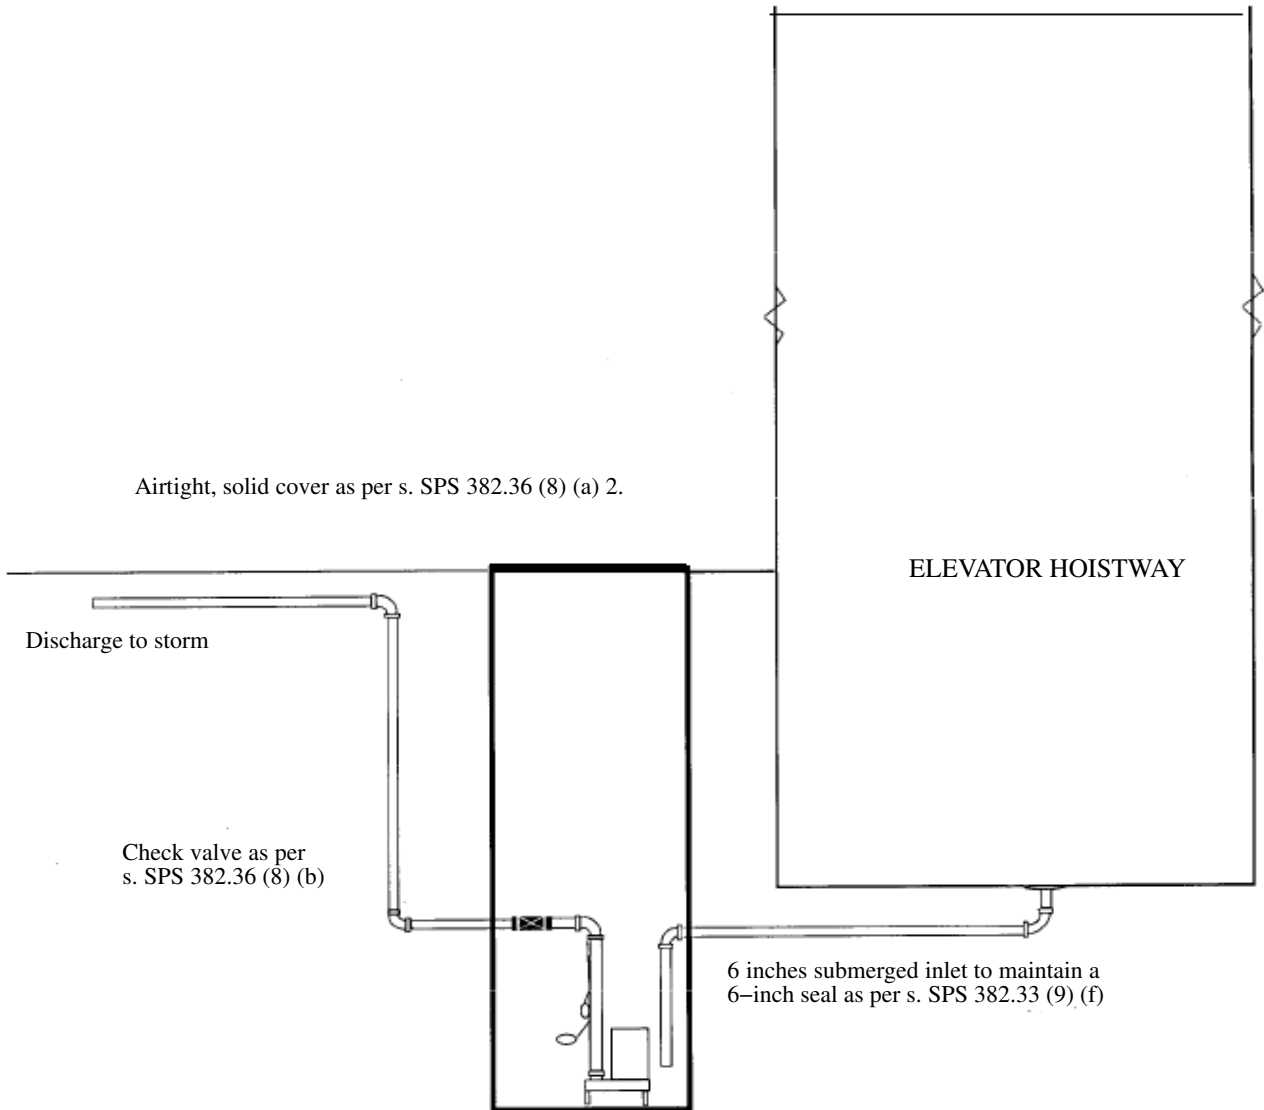 Airtight, solid cover as per s. SPS 382.36 (8) (a) 2.
ELEVATOR HOISTWAY
Discharge to storm
Check valve as per
s. SPS 382.36 (8) (b)
6 inches submerged inlet to maintain a
6−inch seal as per s. SPS 382.33 (9) (f)